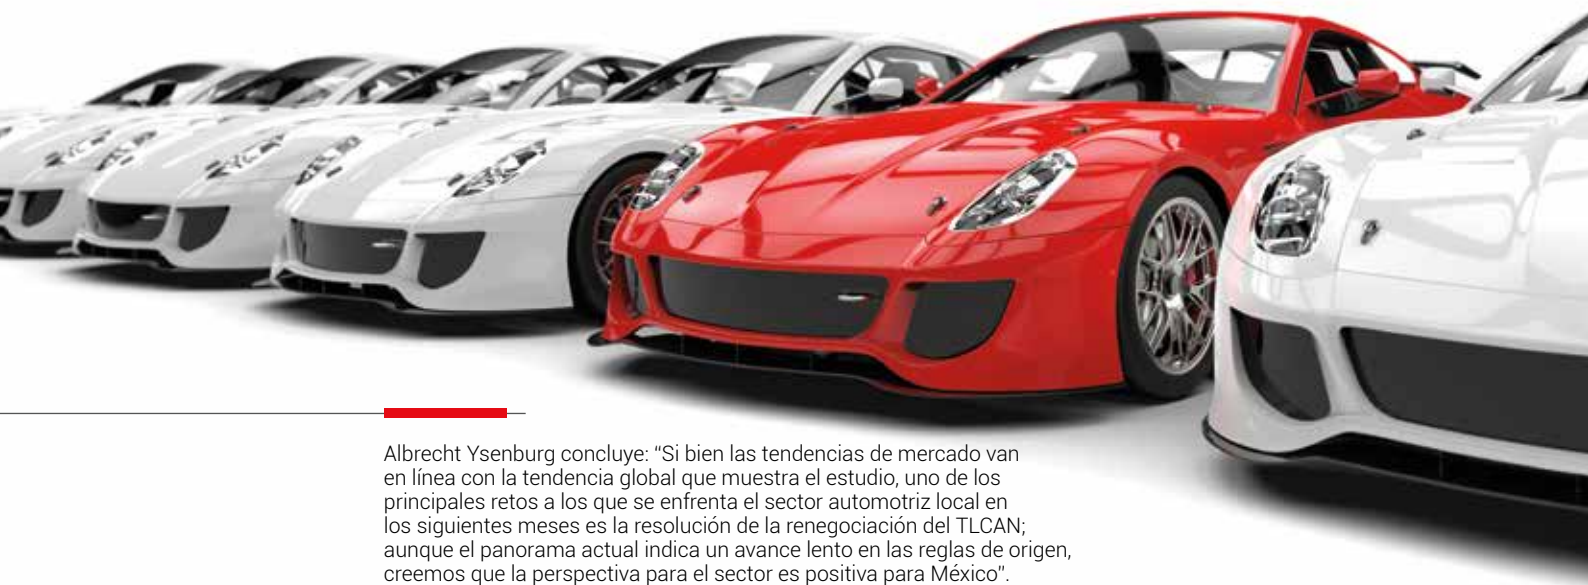 Albrecht Ysenburg concluye: “Si bien las tendencias de mercado van
en línea con la tendencia global que muestra el estudio, uno de los
principales retos a los que se enfrenta el sector automotriz local en
los siguientes meses es la resolución de la renegociación del TLCAN;
aunque el panorama actual indica un avance lento en las reglas de origen,
creemos que la perspectiva para el sector es positiva para México”.